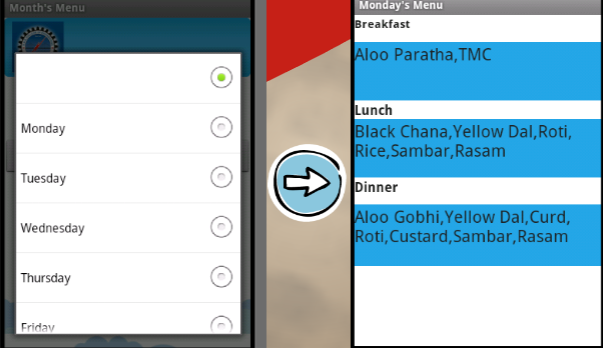 Month's Menu
Monday
Tuesday
Wednesday
Thursday
Friday
Monday's Menu
Breakfast
Aloo Paratha,TMC
Lunch
Black Chana,Yellow Dal,Roti,
Rice,Sambar,Rasam
Dinner
Aloo Gobhi,Yellow Dal,Curd,
Roti,Custard,Sambar,Rasam